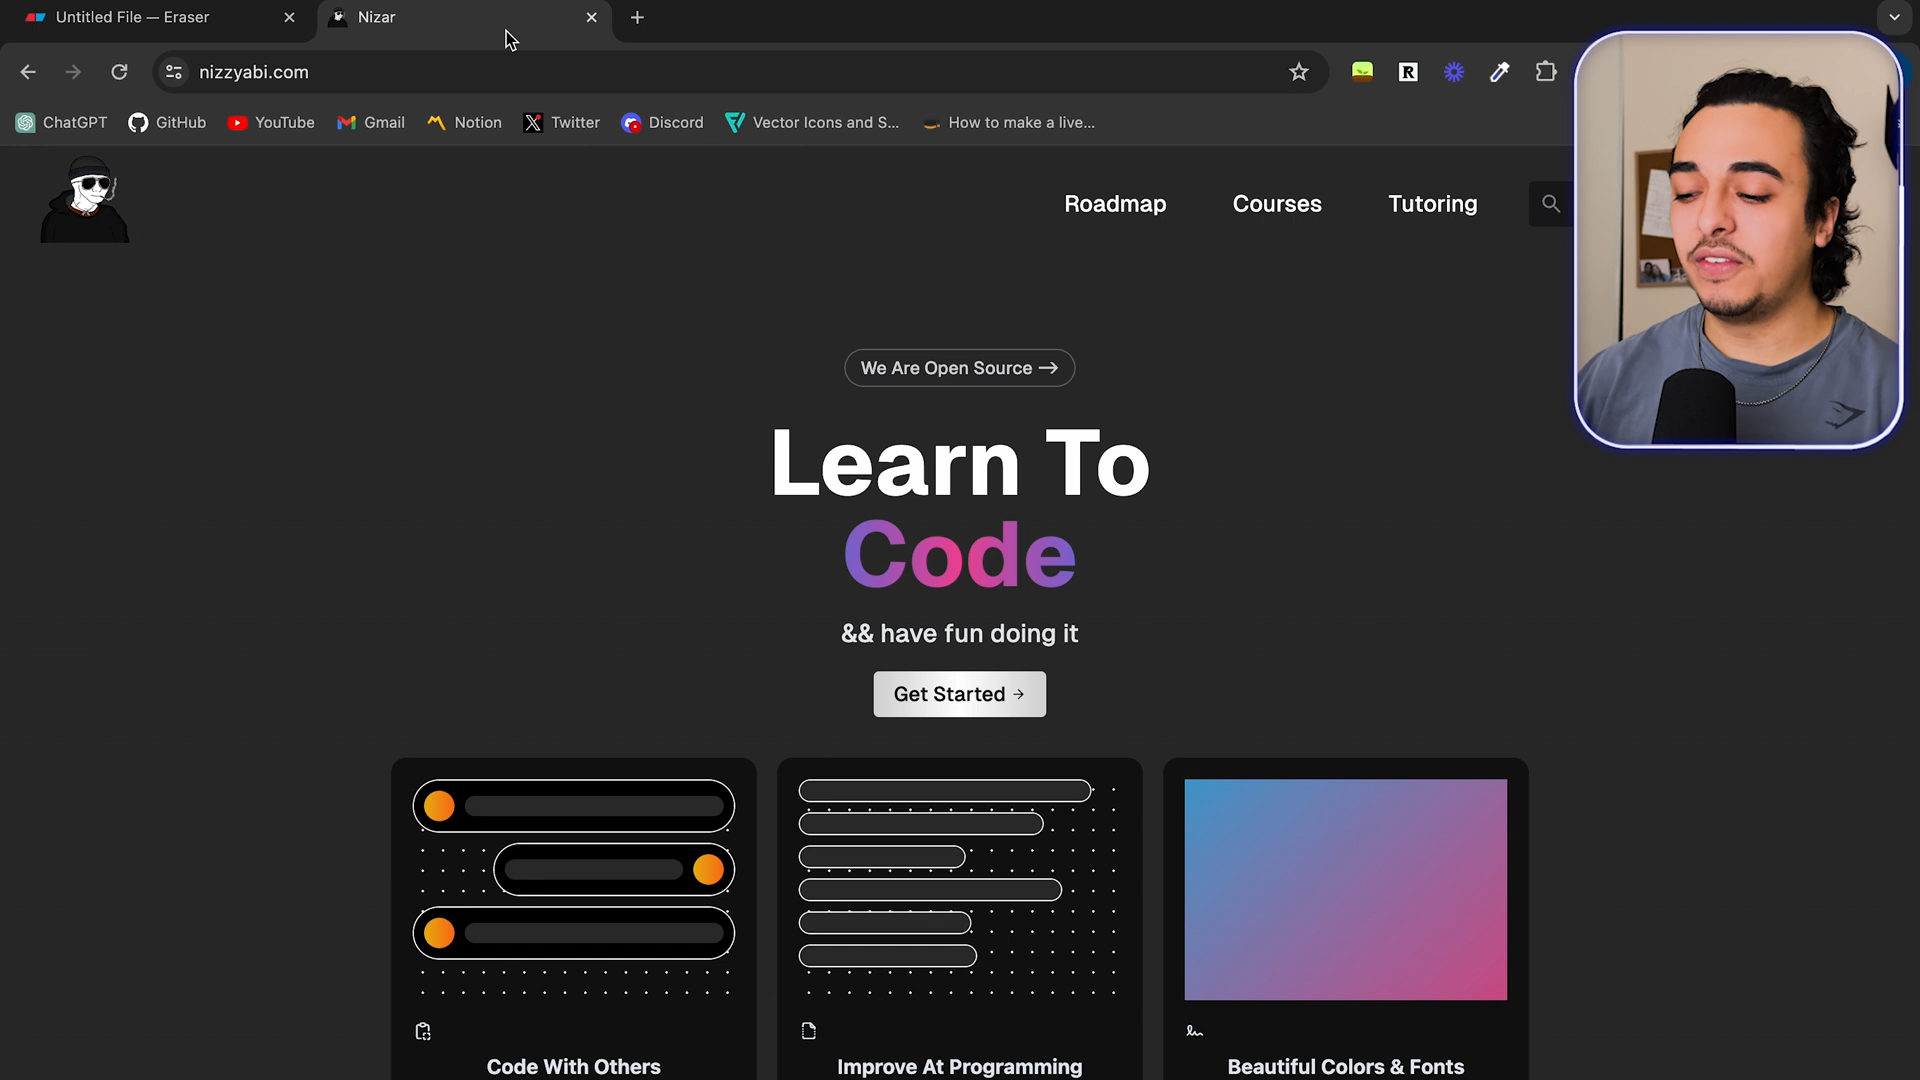 Untitled File — Eraser
Nizar
nizzyabi.com
ChatGPT
GitHub
YouTube
Gmail
Notion
Twitter
Discord
Vector Icons and S...
How to make a live...
Roadmap
Courses
Tutoring
We Are Open Source →
Learn To
Code
&& have fun doing it
Get Started →
Code With Others
Improve At Programming
Beautiful Colors & Fonts